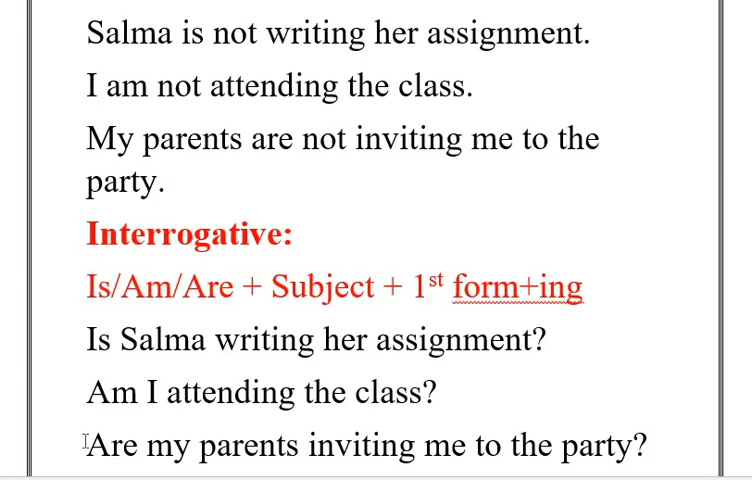 Salma is not writing her assignment.
I am not attending the class.
My parents are not inviting me to the
party.
Interrogative:
Is/Am/Are + Subject + 1st form+ing
Is Salma writing her assignment?
Am I attending the class?
Are my parents inviting me to the party?